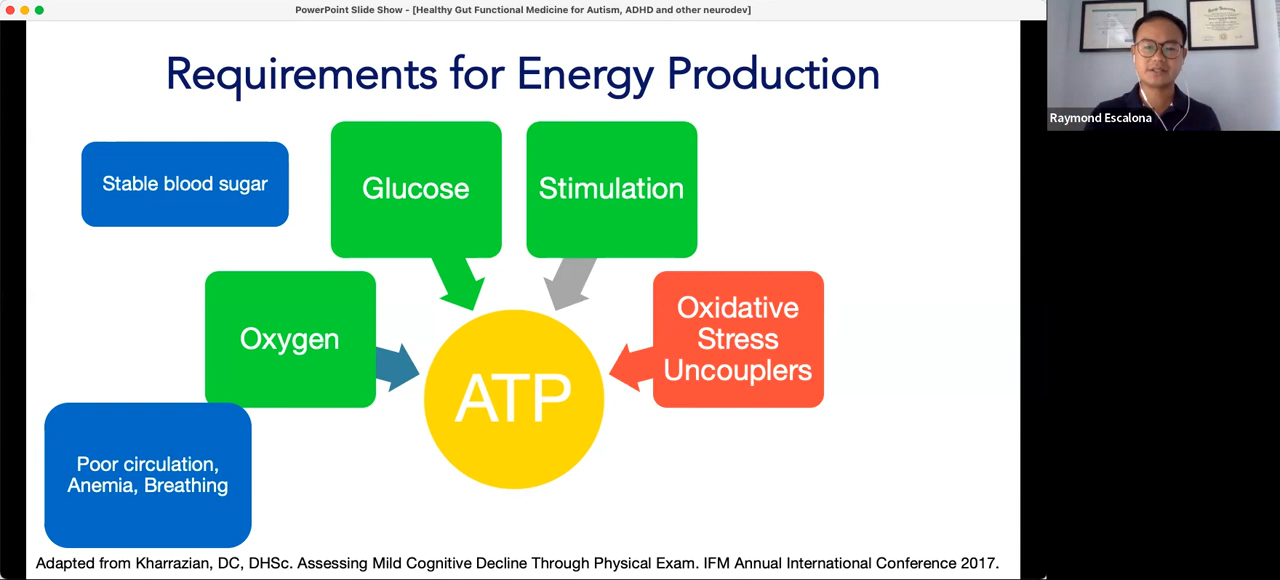 PowerPoint Slide Show - [Healthy Gut Functional Medicine for Autism, ADHD and other neurodev]
Requirements for Energy Production
Stable blood sugar
Glucose
Stimulation
Oxygen
Oxidative
Stress
Uncouplers
ATP
Poor circulation,
Anemia, Breathing
Adapted from Kharrazian, DC, DHSc. Assessing Mild Cognitive Decline Through Physical Exam. IFM Annual International Conference 2017.
Raymond Escalona